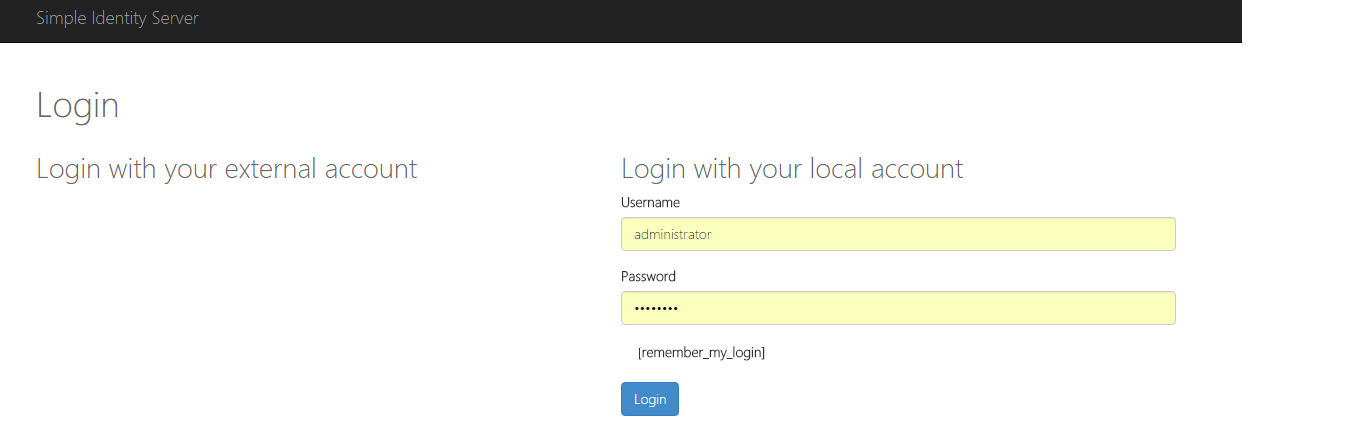 Simple Identity Server
Login
Login with your external account
Login with your local account
Username
administrator
Password
••••••••
[remember_my_login]
Login